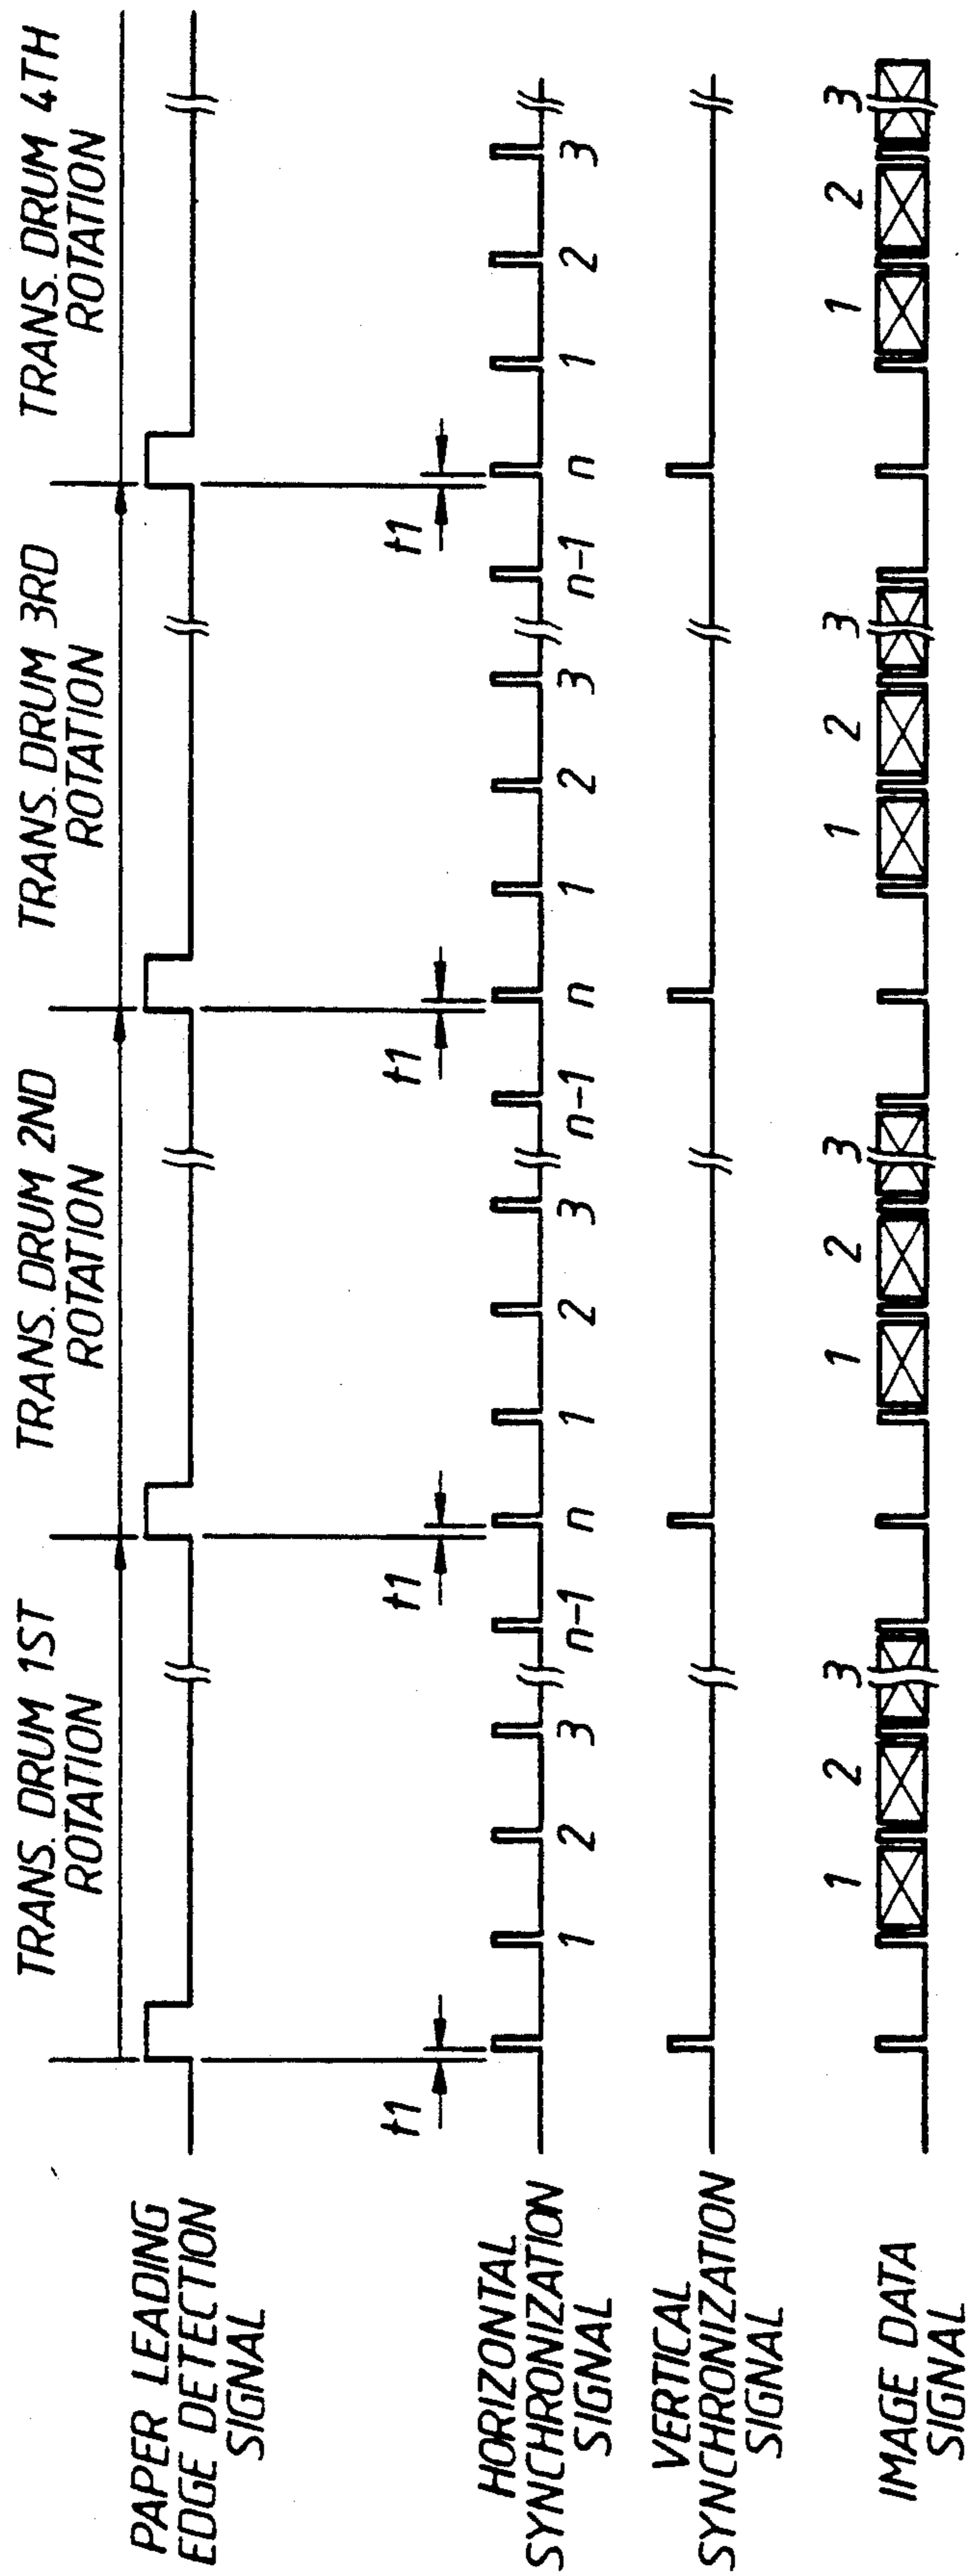 TRANS. DRUM 1ST
ROTATION
TRANS. DRUM 2ND
ROTATION
TRANS. DRUM 3RD
ROTATION
TRANS. DRUM 4TH
ROTATION
PAPER LEADING
EDGE DETECTION
SIGNAL
t1
t1
t1
t1
HORIZONTAL
SYNCHRONIZATION
SIGNAL
1 2 3 n-1 n 1 2 3 n-1 n 1 2 3 n-1 n 1 2 3
VERTICAL
SYNCHRONIZATION
SIGNAL
1 2 3 1 2 3 1 2 3 1 2 3
IMAGE DATA
SIGNAL